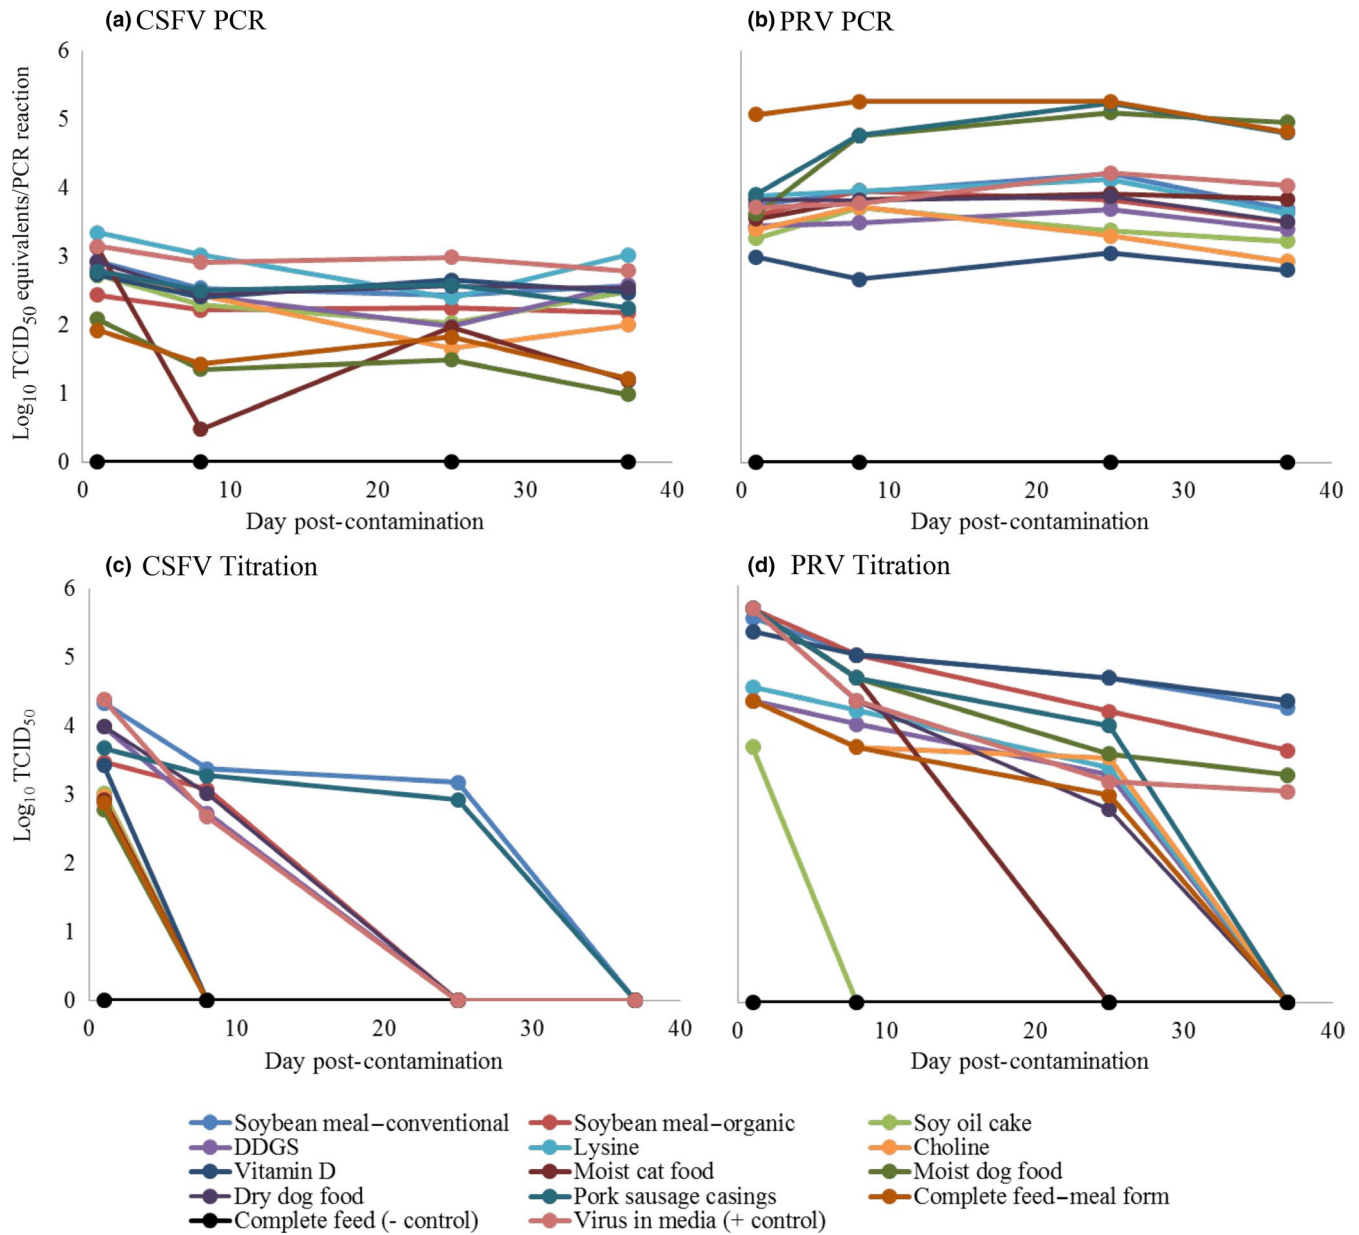 (a) CSFV PCR
(b) PRV PCR
Log10 TCID50 equivalents/PCR reaction
6
5
4
3
2
1
0
0 10 20 30 40
0 10 20 30 40
Day post-contamination
Day post-contamination
(c) CSFV Titration
(d) PRV Titration
Log10 TCID50
6
5
4
3
2
1
0
0 10 20 30 40
0 10 20 30 40
Day post-contamination
Day post-contamination
Soybean meal–conventional
Soybean meal–organic
Soy oil cake
DDGS
Lysine
Choline
Vitamin D
Moist cat food
Moist dog food
Dry dog food
Pork sausage casings
Complete feed–meal form
Complete feed (- control)
Virus in media (+ control)